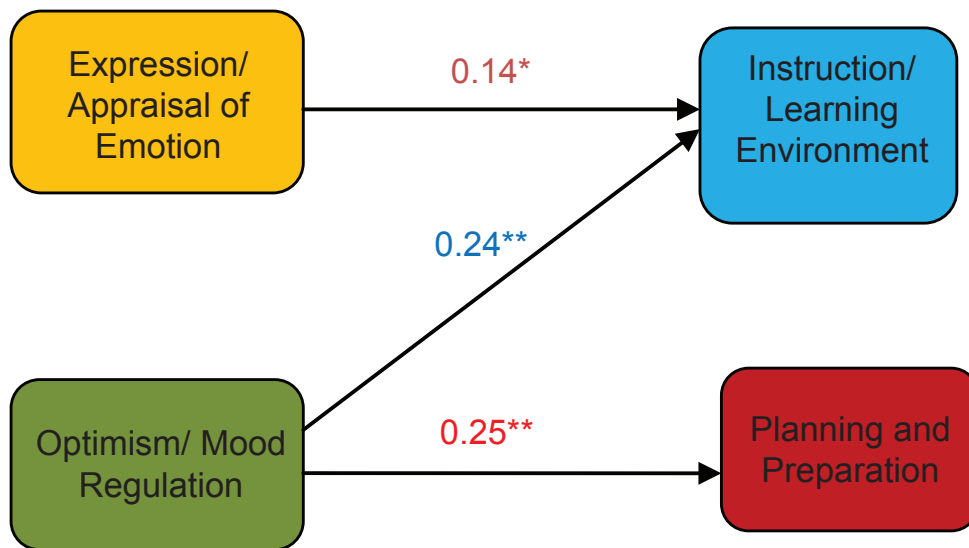 Expression/
Appraisal of
Emotion
0.14*
Instruction/
Learning
Environment
0.24**
Optimism/ Mood
Regulation
0.25**
Planning and
Preparation